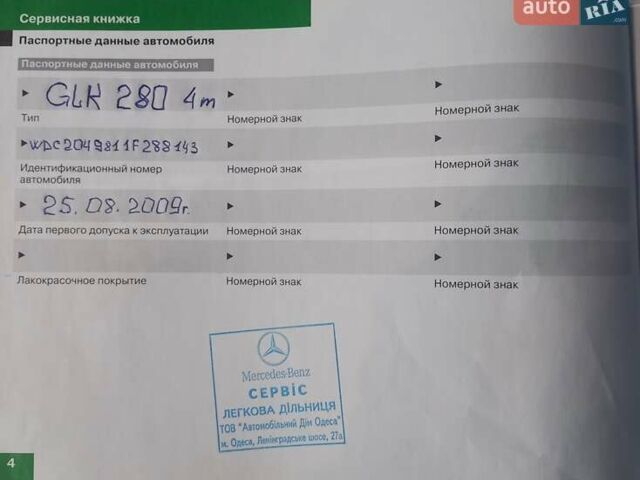 Сервисная книжка
auto RIA .com
Паспортные данные автомобиля
Паспортные данные автомобиля
GLK 280 4m
Тип
Номерной знак
Номерной знак
WDC2049811F288143
Идентификационный номер
автомобиля
Номерной знак
Номерной знак
25.08.2009г.
Дата первого допуска к эксплуатации
Номерной знак
Номерной знак
Лакокрасочное покрытие
Номерной знак
Номерной знак
Mercedes-Benz
СЕРВІС
ЛЕГКОВА ДІЛЬНИЦЯ
ТОВ "Автомобільний Дім Одеса"
м. Одеса, Ленінградське шосе, 27а
4